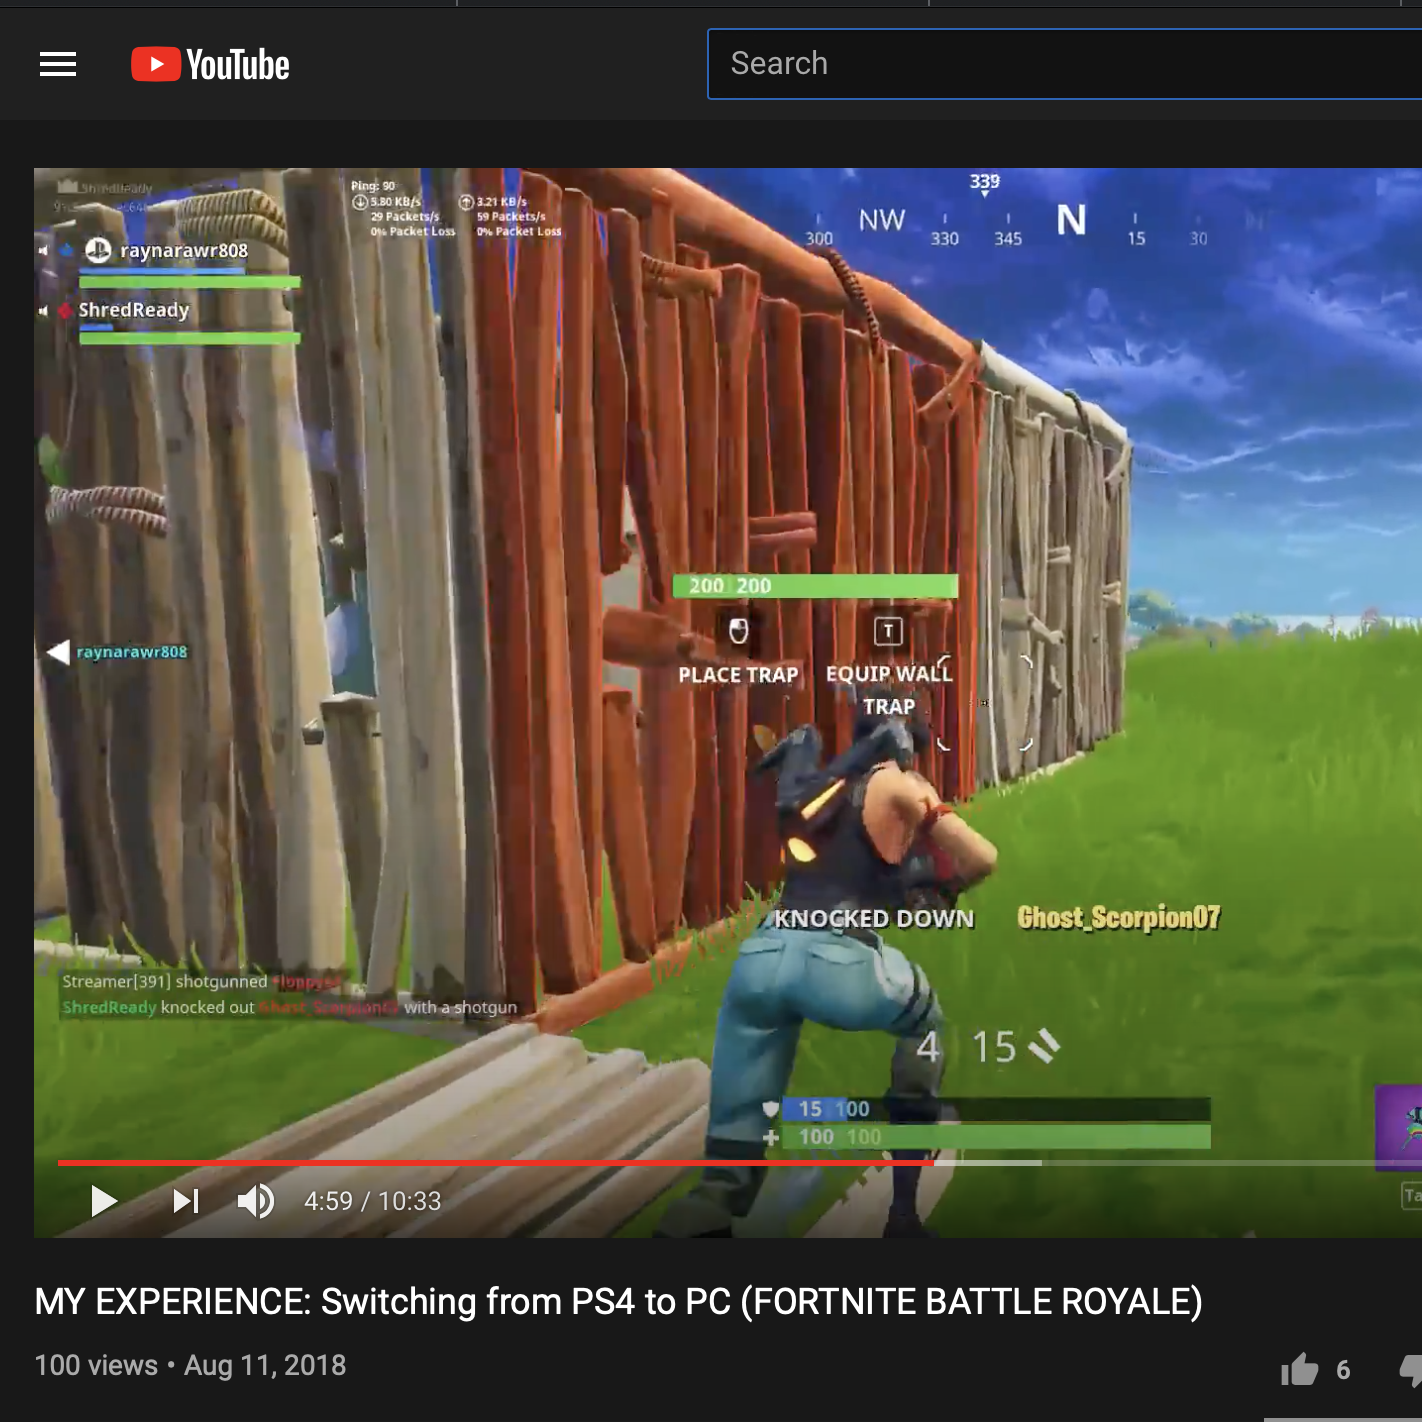 YouTube
Search
ShredReady
Ping: 90
5.80 KB/s 3.21 KB/s
29 Packets/s 59 Packets/s
0% Packet Loss 0% Packet Loss
raynarawr808
ShredReady
339
NW N
300 330 345 15 30
200 200
T
PLACE TRAP EQUIP WALL
TRAP
raynarawr808
KNOCKED DOWN Ghost_Scorpion07
Streamer[391] shotgunned
ShredReady knocked out Ghost_Scorpion07 with a shotgun
4 15
15 100
100 100
4:59 / 10:33
Ta
MY EXPERIENCE: Switching from PS4 to PC (FORTNITE BATTLE ROYALE)
100 views • Aug 11, 2018
6